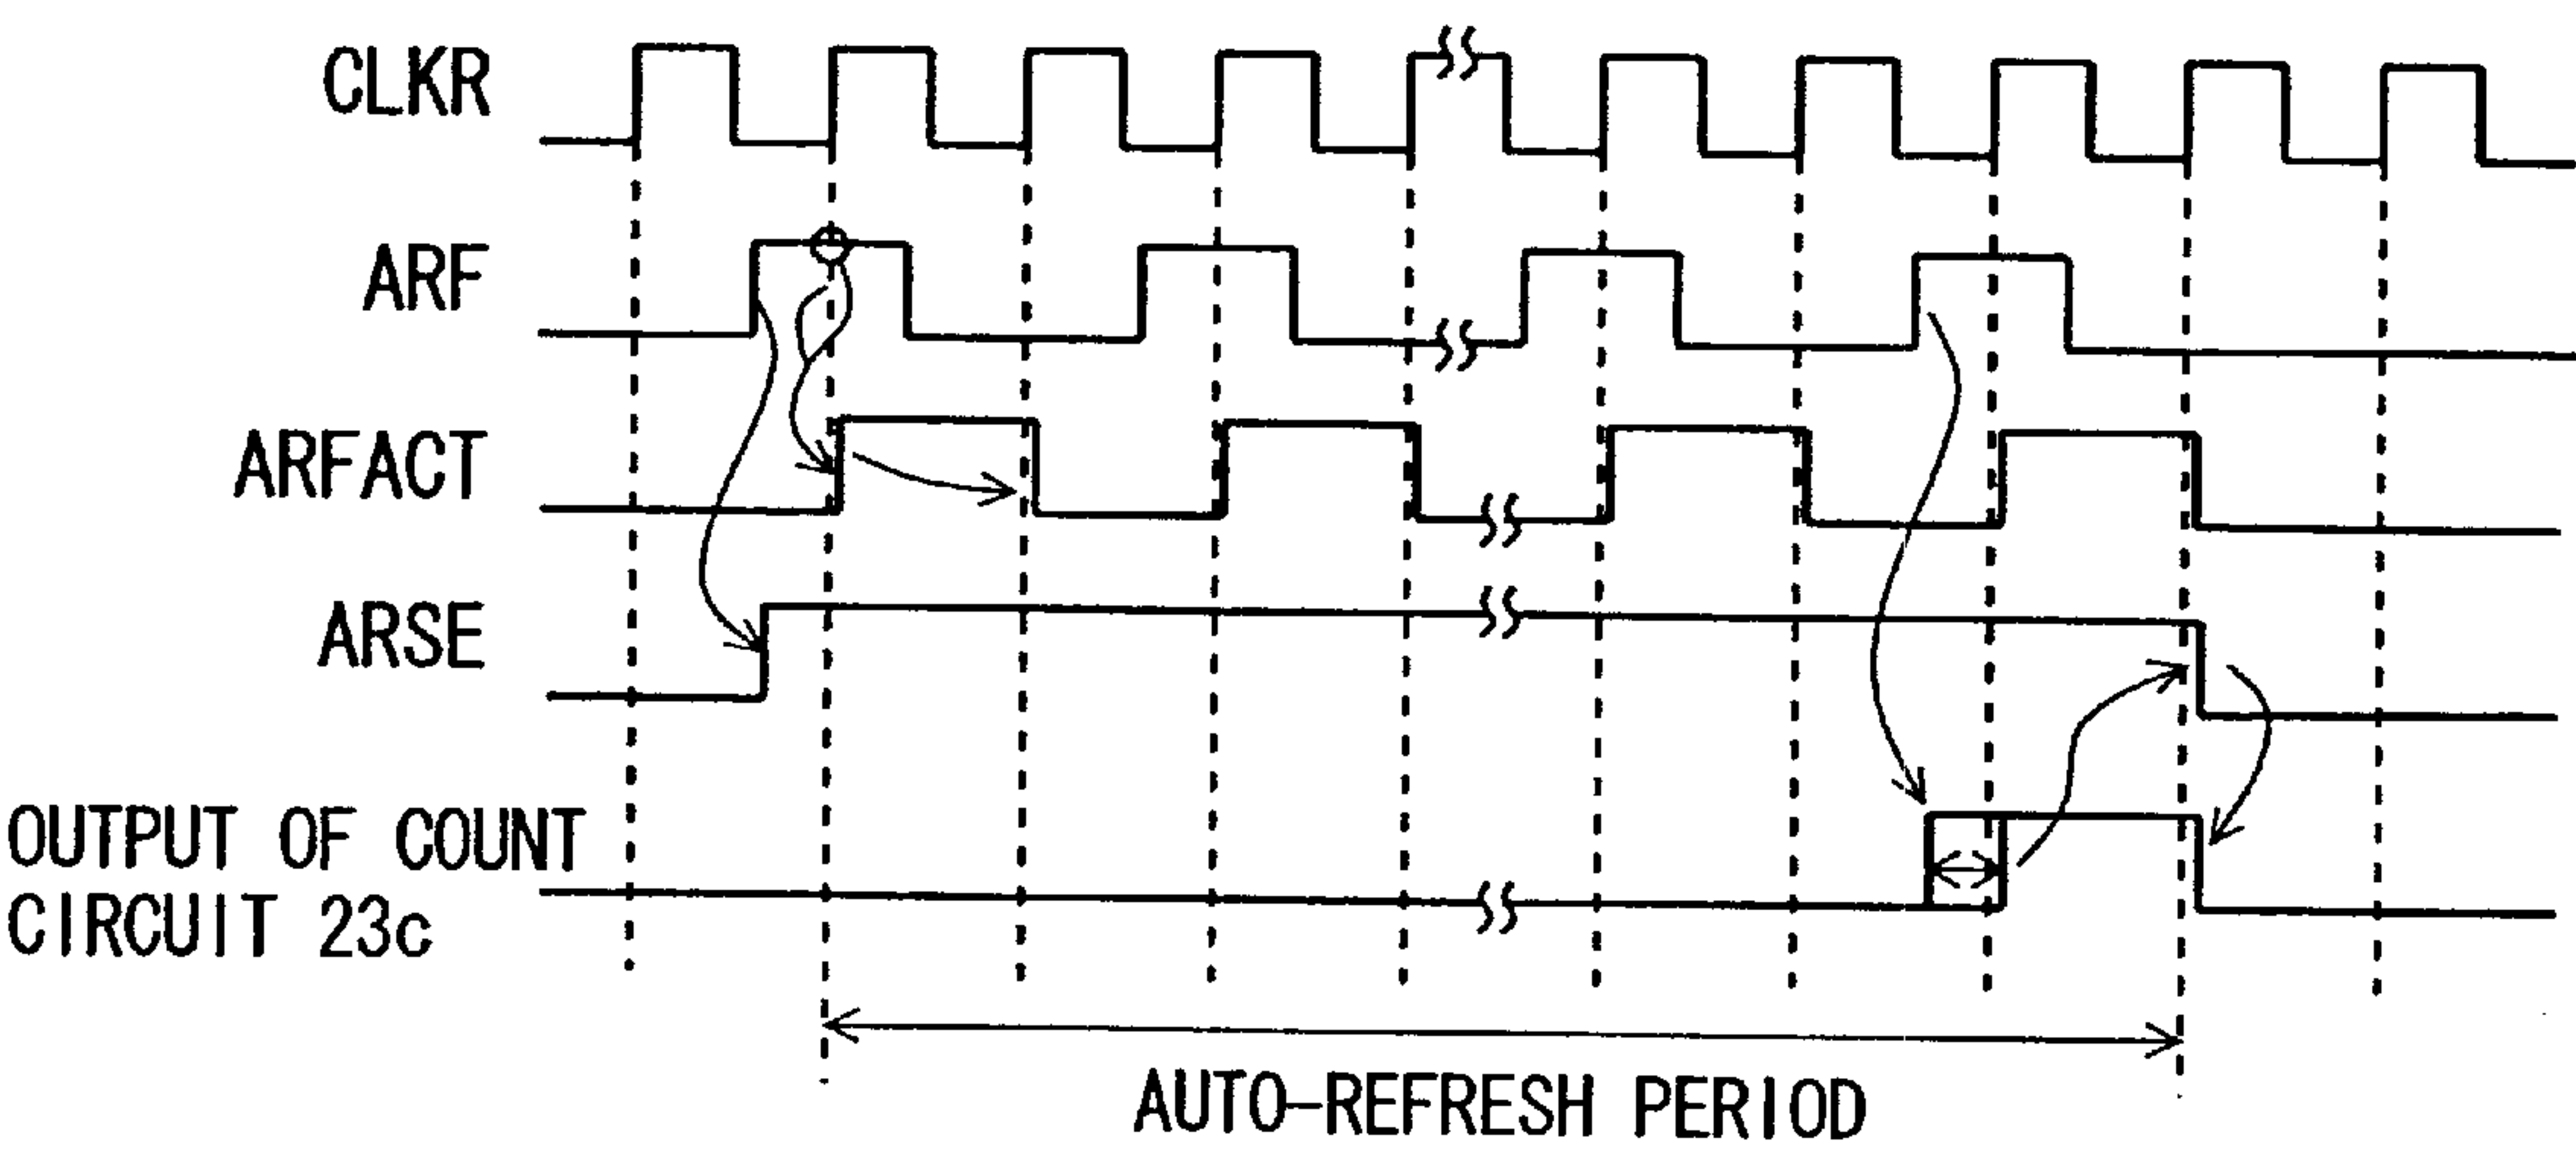 CLKR
ARF
ARFACT
ARSE
OUTPUT OF COUNT
CIRCUIT 23c
AUTO-REFRESH PERIOD